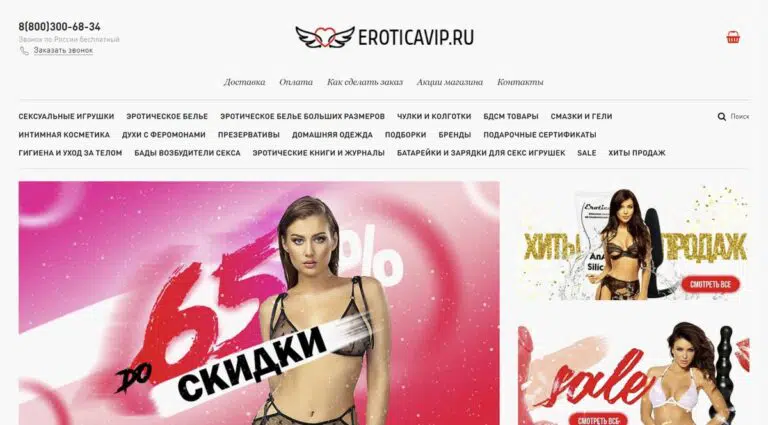 8(800)300-68-34
Звонок по России бесплатный
Заказать звонок
EROTICAVIP.RU
Доставка Оплата Как сделать заказ Акции магазина Контакты
СЕКСУАЛЬНЫЕ ИГРУШКИ ЭРОТИЧЕСКОЕ БЕЛЬЕ ЭРОТИЧЕСКОЕ БЕЛЬЕ БОЛЬШИХ РАЗМЕРОВ ЧУЛКИ И КОЛГОТКИ БДСМ ТОВАРЫ СМАЗКИ И ГЕЛИ Поиск
ИНТИМНАЯ КОСМЕТИКА ДУХИ С ФЕРОМОНАМИ ПРЕЗЕРВАТИВЫ ДОМАШНЯЯ ОДЕЖДА ПОДБОРКИ БРЕНДЫ ПОДАРОЧНЫЕ СЕРТИФИКАТЫ
ГИГИЕНА И УХОД ЗА ТЕЛОМ БАДЫ ВОЗБУДИТЕЛИ СЕКСА ЭРОТИЧЕСКИЕ КНИГИ И ЖУРНАЛЫ БАТАРЕЙКИ И ЗАРЯДКИ ДЛЯ СЕКС ИГРУШЕК SALE ХИТЫ ПРОДАЖ
ДО 65%
СКИДКИ
ХИТЫ ПРОДАЖ
СМОТРЕТЬ ВСЕ
sale
СМОТРЕТЬ ВСЕ